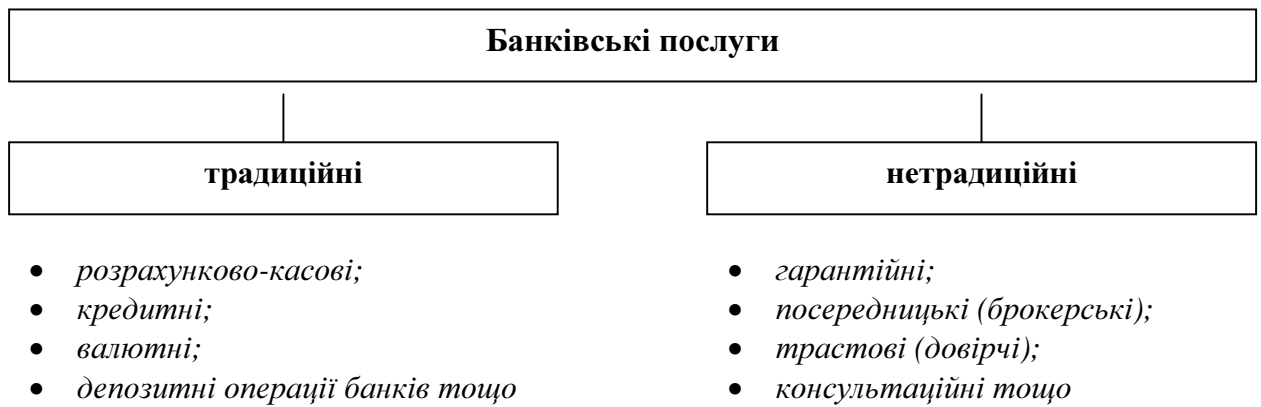 Банківські послуги
традиційні
нетрадиційні
• розрахунково-касові;
• кредитні;
• валютні;
• депозитні операції банків тощо
• гарантійні;
• посередницькі (брокерські);
• трастові (довірчі);
• консультаційні тощо